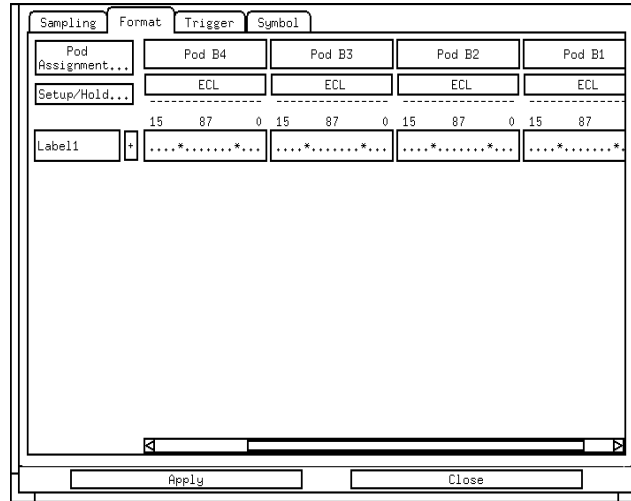 Sampling Format Trigger Symbol
Pod Assignment... Pod B4 Pod B3 Pod B2 Pod B1
Setup/Hold... ECL ECL ECL ECL
15 87 0 15 87 0 15 87 0 15 87
Label1 + ....*.......*... ....*.......*... ....*.......*... ....*.......*.
Apply Close